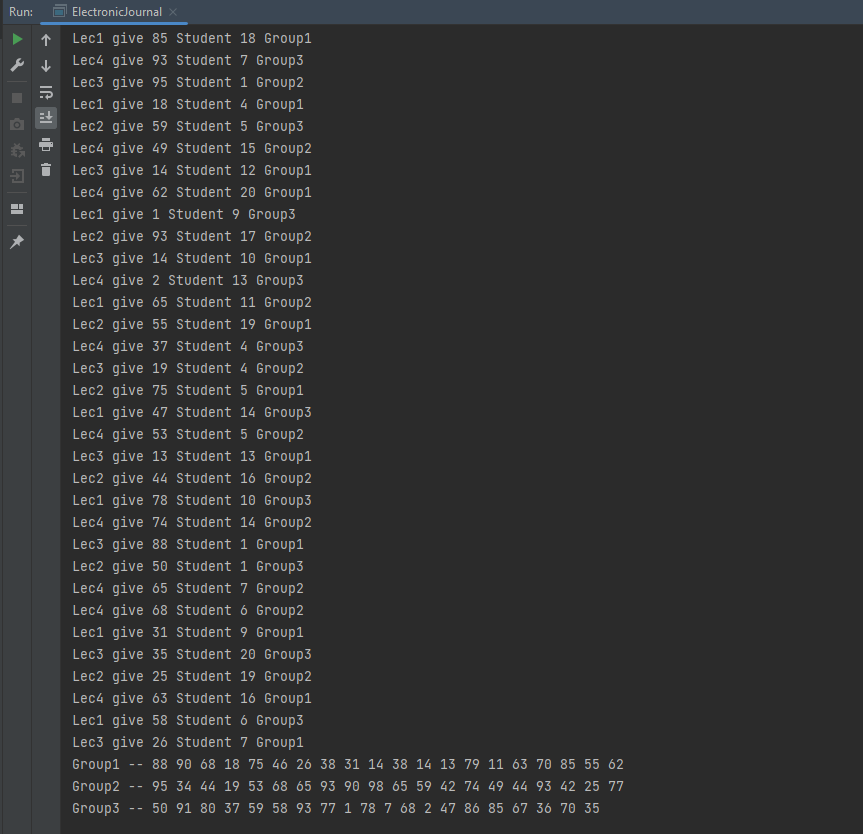 Run: ElectronicJournal
Lec1 give 85 Student 18 Group1
Lec4 give 93 Student 7 Group3
Lec3 give 95 Student 1 Group2
Lec1 give 18 Student 4 Group1
Lec2 give 59 Student 5 Group3
Lec4 give 49 Student 15 Group2
Lec3 give 14 Student 12 Group1
Lec4 give 62 Student 20 Group1
Lec1 give 1 Student 9 Group3
Lec2 give 93 Student 17 Group2
Lec3 give 14 Student 10 Group1
Lec4 give 2 Student 13 Group3
Lec1 give 65 Student 11 Group2
Lec2 give 55 Student 19 Group1
Lec4 give 37 Student 4 Group3
Lec3 give 19 Student 4 Group2
Lec2 give 75 Student 5 Group1
Lec1 give 47 Student 14 Group3
Lec4 give 53 Student 5 Group2
Lec3 give 13 Student 13 Group1
Lec2 give 44 Student 16 Group2
Lec1 give 78 Student 10 Group3
Lec4 give 74 Student 14 Group2
Lec3 give 88 Student 1 Group1
Lec2 give 50 Student 1 Group3
Lec4 give 65 Student 7 Group2
Lec4 give 68 Student 6 Group2
Lec1 give 31 Student 9 Group1
Lec3 give 35 Student 20 Group3
Lec2 give 25 Student 19 Group2
Lec4 give 63 Student 16 Group1
Lec1 give 58 Student 6 Group3
Lec3 give 26 Student 7 Group1
Group1 -- 88 90 68 18 75 46 26 38 31 14 38 14 13 79 11 63 70 85 55 62
Group2 -- 95 34 44 19 53 68 65 93 90 98 65 59 42 74 49 44 93 42 25 77
Group3 -- 50 91 80 37 59 58 93 77 1 78 7 68 2 47 86 85 67 36 70 35